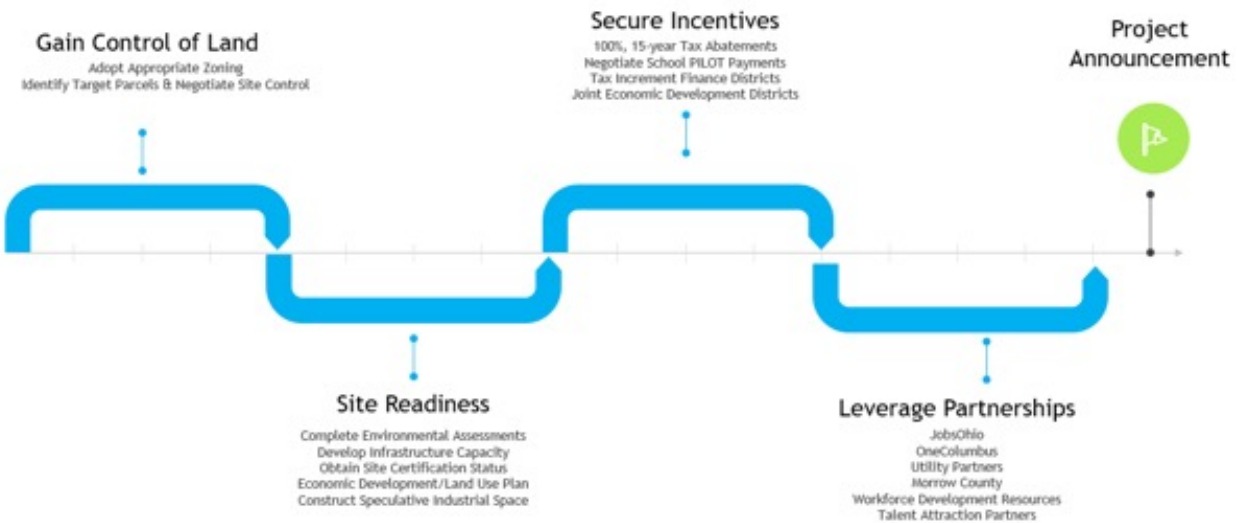 Gain Control of Land
Adopt Appropriate Zoning
Identify Target Parcels & Negotiate Site Control
Secure Incentives
100%, 15-year Tax Abatements
Negotiate School PILOT Payments
Tax Increment Finance Districts
Joint Economic Development Districts
Project
Announcement
Site Readiness
Complete Environmental Assessments
Develop Infrastructure Capacity
Obtain Site Certification Status
Economic Development/Land Use Plan
Construct Speculative Industrial Space
Leverage Partnerships
JobsOhio
OneColumbus
Utility Partners
Morrow County
Workforce Development Resources
Talent Attraction Partners